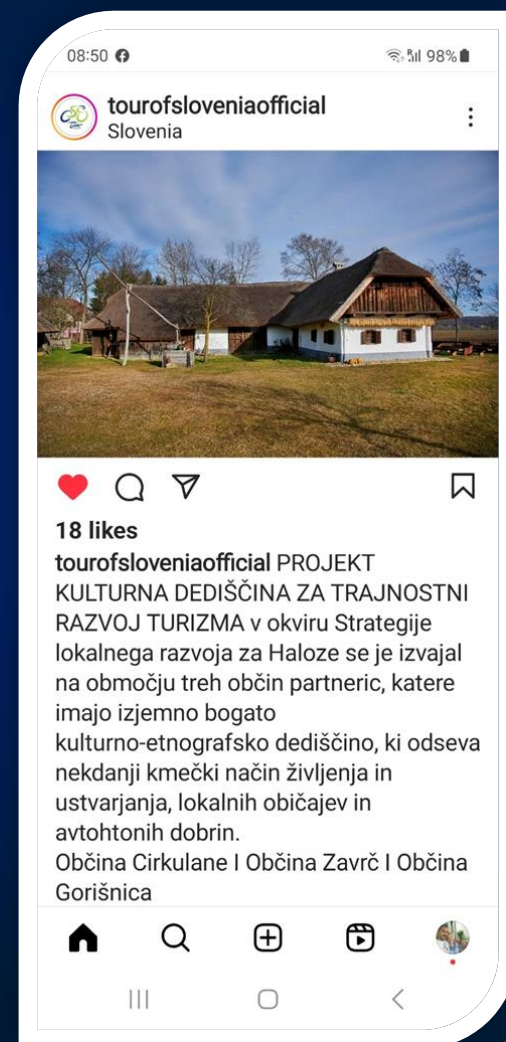 08:50
98%
tourofsloveniaofficial
Slovenia
18 likes
tourofsloveniaofficial PROJEKT
KULTURNA DEDIŠČINA ZA TRAJNOSTNI
RAZVOJ TURIZMA v okviru Strategije
lokalnega razvoja za Haloze se je izvajal
na območju treh občin partneric, katere
imajo izjemno bogato
kulturno-etnografsko dediščino, ki odseva
nekdanji kmečki način življenja in
ustvarjanja, lokalnih običajev in
avtohtonih dobrin.
Občina Cirkulane I Občina Zavrč I Občina
Gorišnica